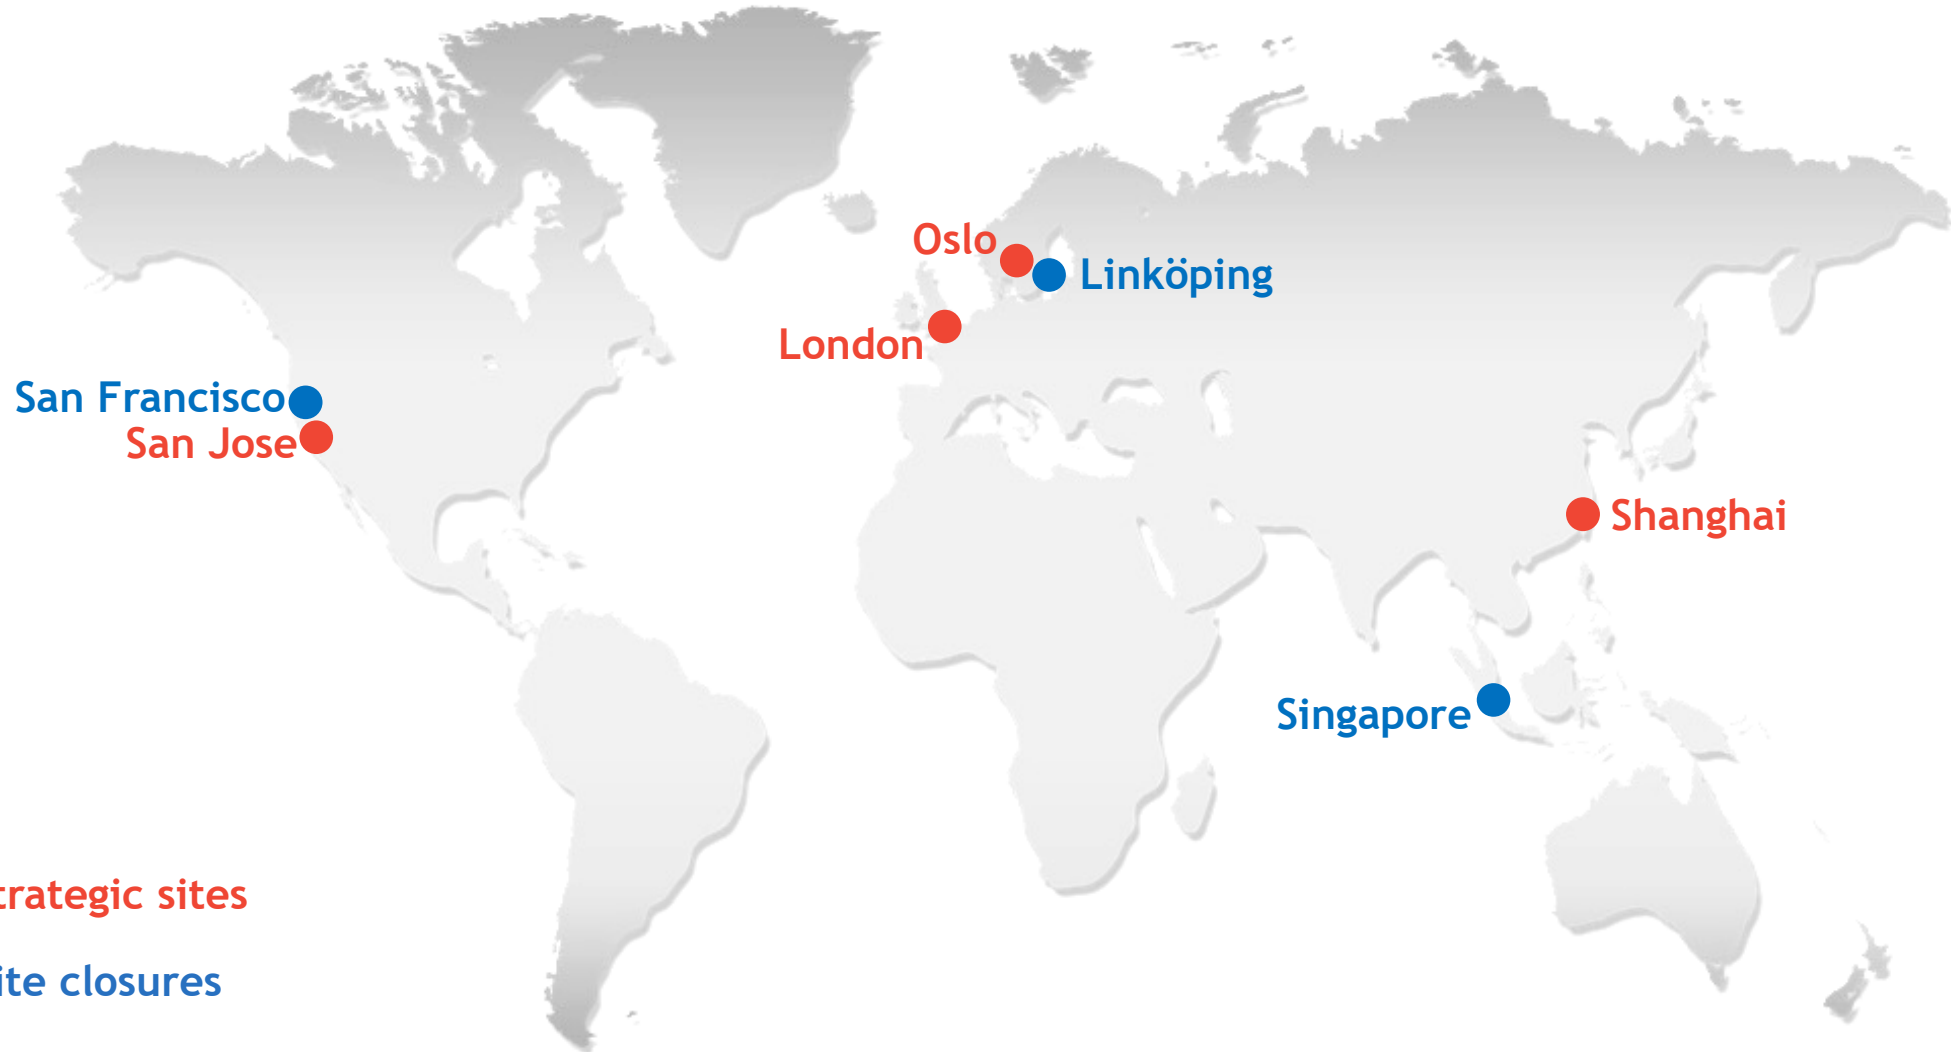 Oslo
Linköping
London
San Francisco
San Jose
Shanghai
Singapore
trategic sites
ite closures